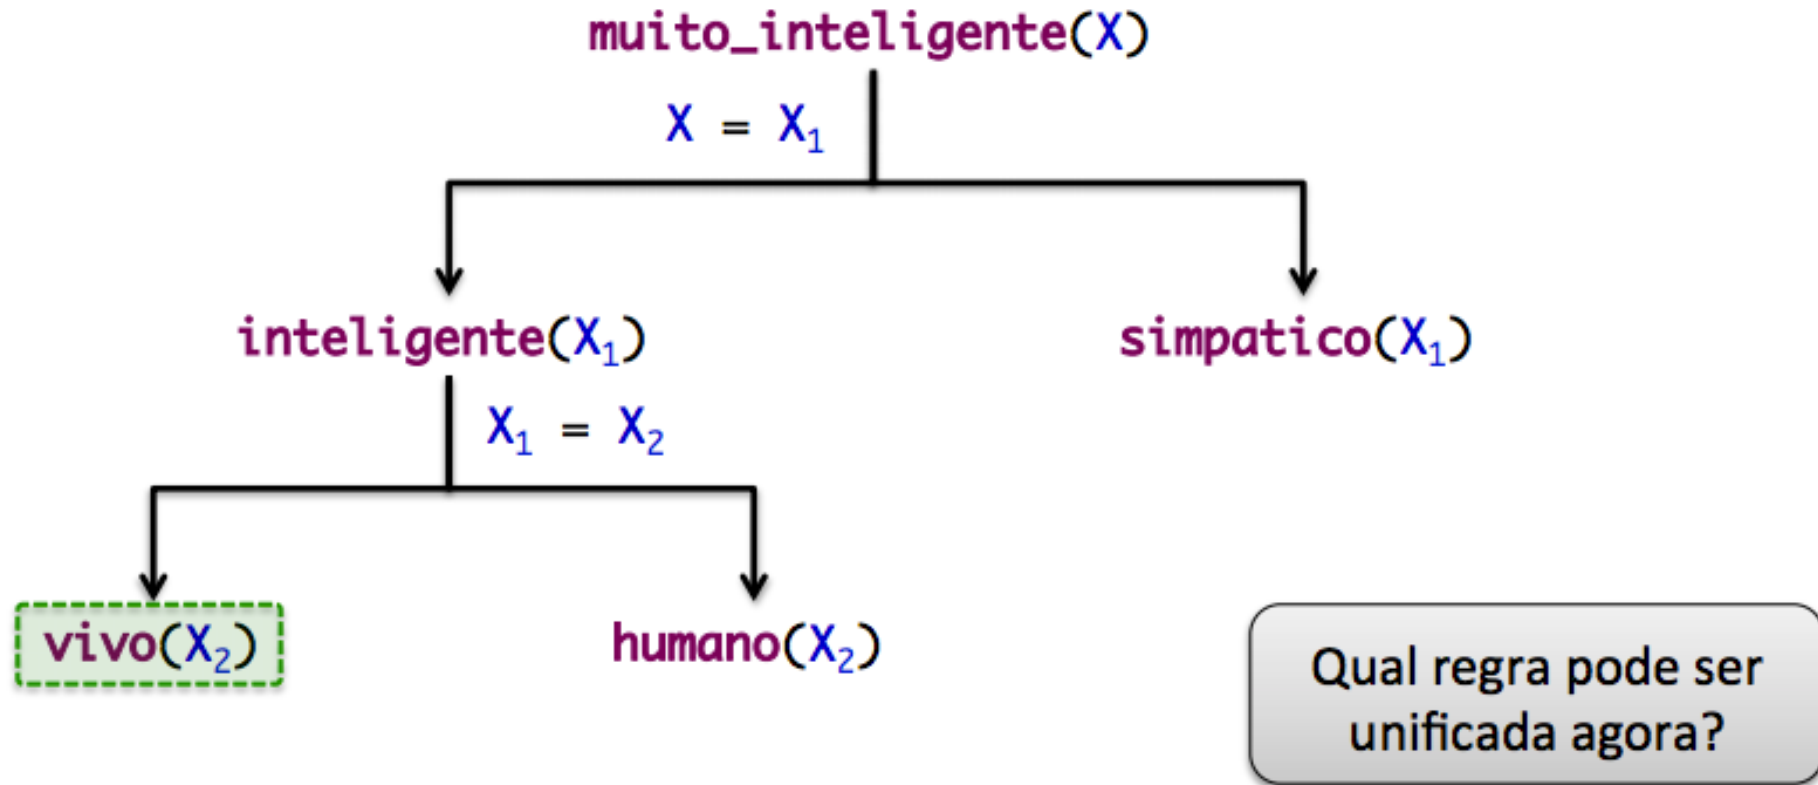 muito_inteligente(X)
X = X₁
inteligente(X₁)
simpatico(X₁)
X₁ = X₂
vivo(X₂)
humano(X₂)
Qual regra pode ser
unificada agora?